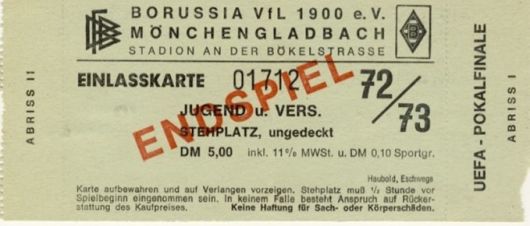 BORUSSIA VfL 1900 e.V.
MÖNCHENGLADBACH
STADION AN DER BÖKELSTRASSE
EINLASSKARTE 01712 72/73
JUGEND u. VERS.
STEHPLATZ, ungedeckt
DM 5,00 inkl. 11% MWSt. u. DM 0,10 Sportgr.
ENDSPIEL
Haubold, Eschwege
Karte aufbewahren und auf Verlangen vorzeigen. Stehplatz muß ½ Stunde vor
Spielbeginn eingenommen sein. In keinem Falle besteht Anspruch auf Rücker-
stattung des Kaufpreises. Keine Haftung für Sach- oder Körperschäden.
ABRISS II
ABRISS I
UEFA - POKALFINALE